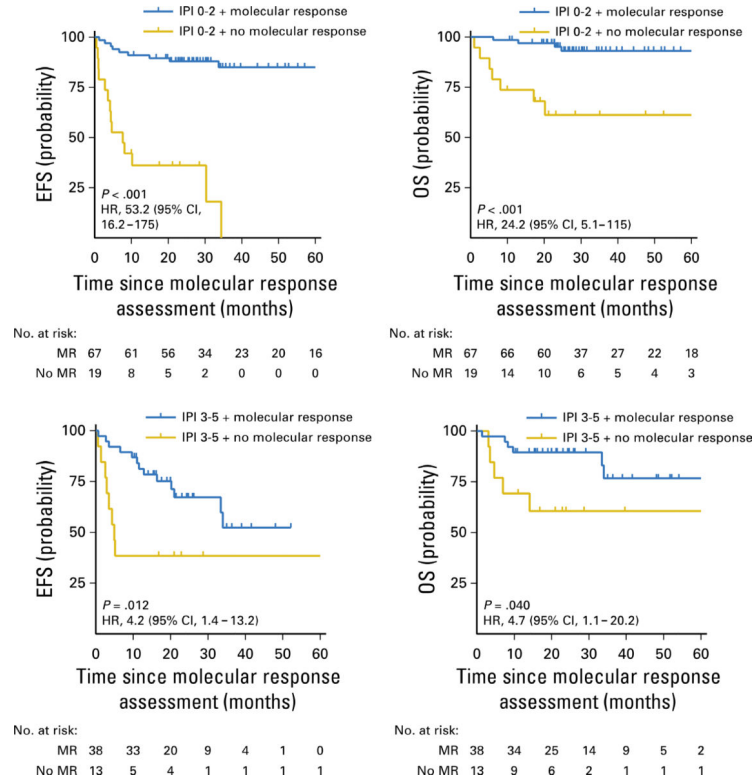 IPI 0-2 + molecular response
IPI 0-2 + no molecular response
100
75
50
25
EFS (probability)
P < .001
HR, 53.2 (95% CI,
16.2–175)
0 10 20 30 40 50 60
Time since molecular response
assessment (months)
No. at risk:
MR 67 61 56 34 23 20 16
No MR 19 8 5 2 0 0 0
IPI 0-2 + molecular response
IPI 0-2 + no molecular response
100
75
50
25
OS (probability)
P < .001
HR, 24.2 (95% CI, 5.1–115)
0 10 20 30 40 50 60
Time since molecular response
assessment (months)
No. at risk:
MR 67 66 60 37 27 22 18
No MR 19 14 10 6 5 4 3
IPI 3-5 + molecular response
IPI 3-5 + no molecular response
100
75
50
25
EFS (probability)
P = .012
HR, 4.2 (95% CI, 1.4–13.2)
0 10 20 30 40 50 60
Time since molecular response
assessment (months)
No. at risk:
MR 38 33 20 9 4 1 0
No MR 13 5 4 1 1 1 1
IPI 3-5 + molecular response
IPI 3-5 + no molecular response
100
75
50
25
OS (probability)
P = .040
HR, 4.7 (95% CI, 1.1–20.2)
0 10 20 30 40 50 60
Time since molecular response
assessment (months)
No. at risk:
MR 38 34 25 14 9 5 2
No MR 13 9 6 2 1 1 1